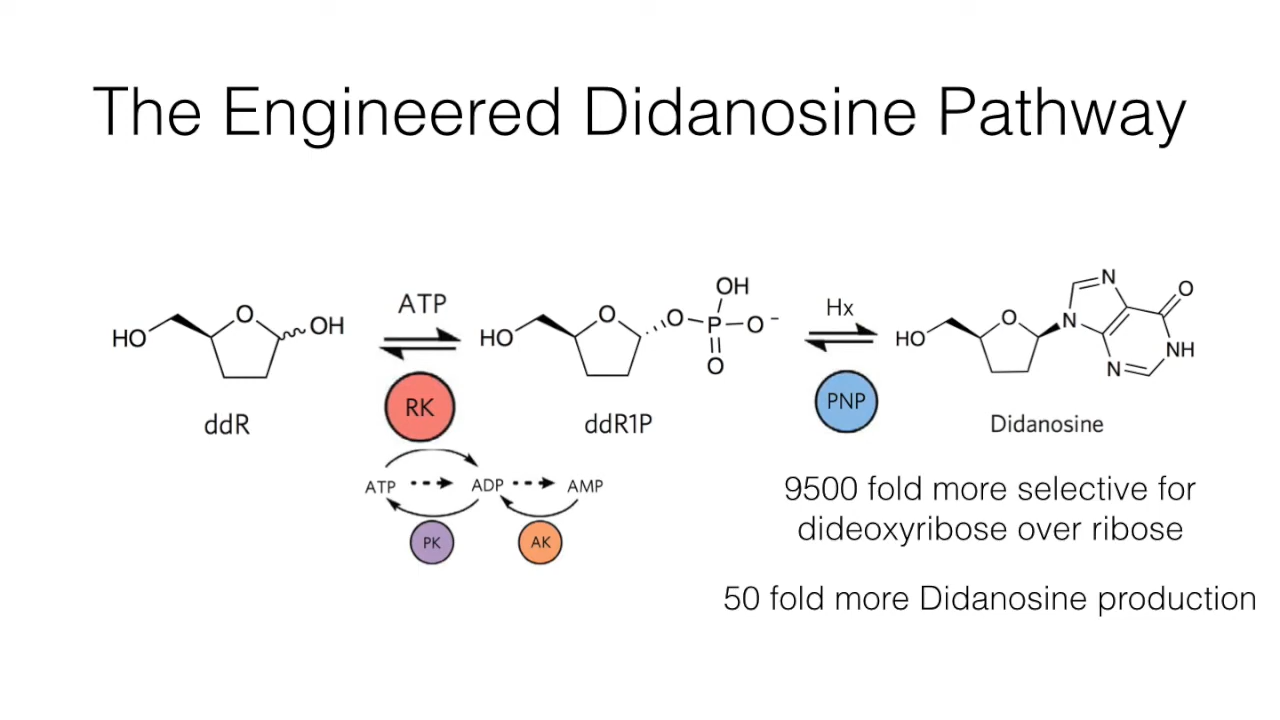 The Engineered Didanosine Pathway
HO
O
OH
ddR
ATP
RK
ATP
ADP
AMP
PK
AK
HO
O
O
P
OH
O⁻
O
ddR1P
Hx
PNP
HO
O
N
N
O
NH
N
Didanosine
9500 fold more selective for
dideoxyribose over ribose
50 fold more Didanosine production